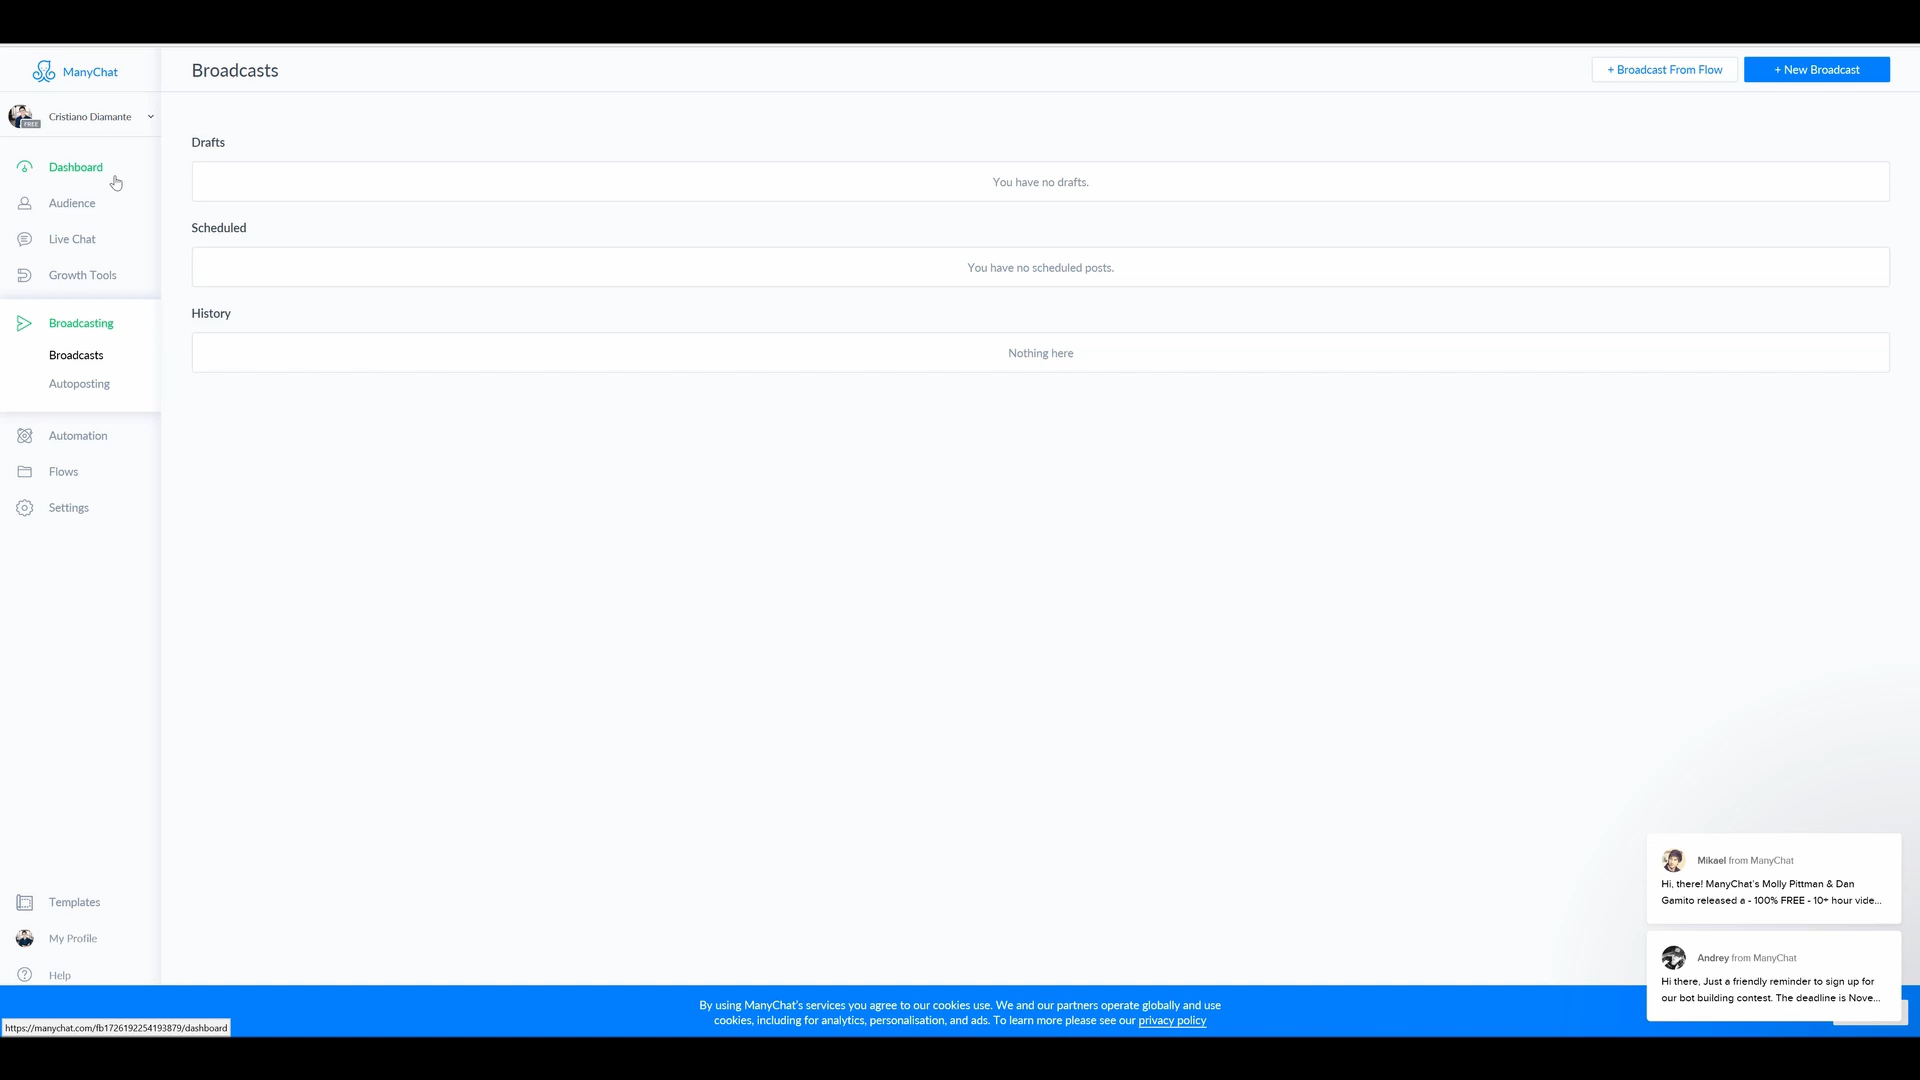 ManyChat
Broadcasts
+ Broadcast From Flow
+ New Broadcast
FREE
Cristiano Diamante
Dashboard
Audience
Live Chat
Growth Tools
Broadcasting
Broadcasts
Autoposting
Automation
Flows
Settings
Templates
My Profile
Help
Drafts
You have no drafts.
Scheduled
You have no scheduled posts.
History
Nothing here
Mikael from ManyChat
Hi, there! ManyChat's Molly Pittman & Dan
Gamito released a - 100% FREE - 10+ hour vide...
Andrey from ManyChat
Hi there, Just a friendly reminder to sign up for
our bot building contest. The deadline is Nove...
By using ManyChat's services you agree to our cookies use. We and our partners operate globally and use
cookies, including for analytics, personalisation, and ads. To learn more please see our privacy policy
https://manychat.com/fb1726192254193879/dashboard